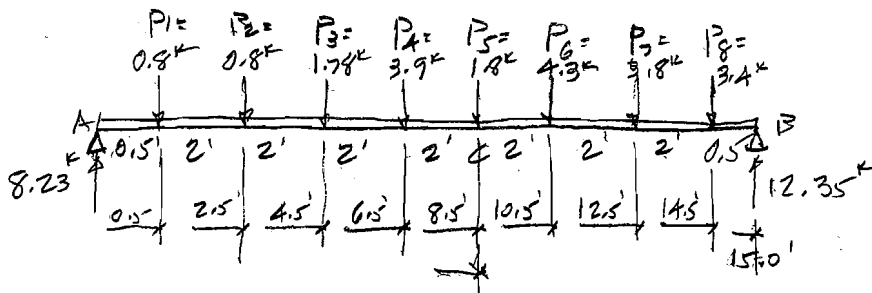 P1= P2= P3= P4= P5= P6= P7= P8=
0.8K 0.8K 1.78K 3.9K 1.8K 4.3K 3.8K 3.4K
A B
0.5' 2' 2' 2' 2' C 2' 2' 2' 0.5'
8.23K 12.35K
0.5' 2.5' 4.5' 6.5' 8.5' 10.5' 12.5' 14.5'
15.0'